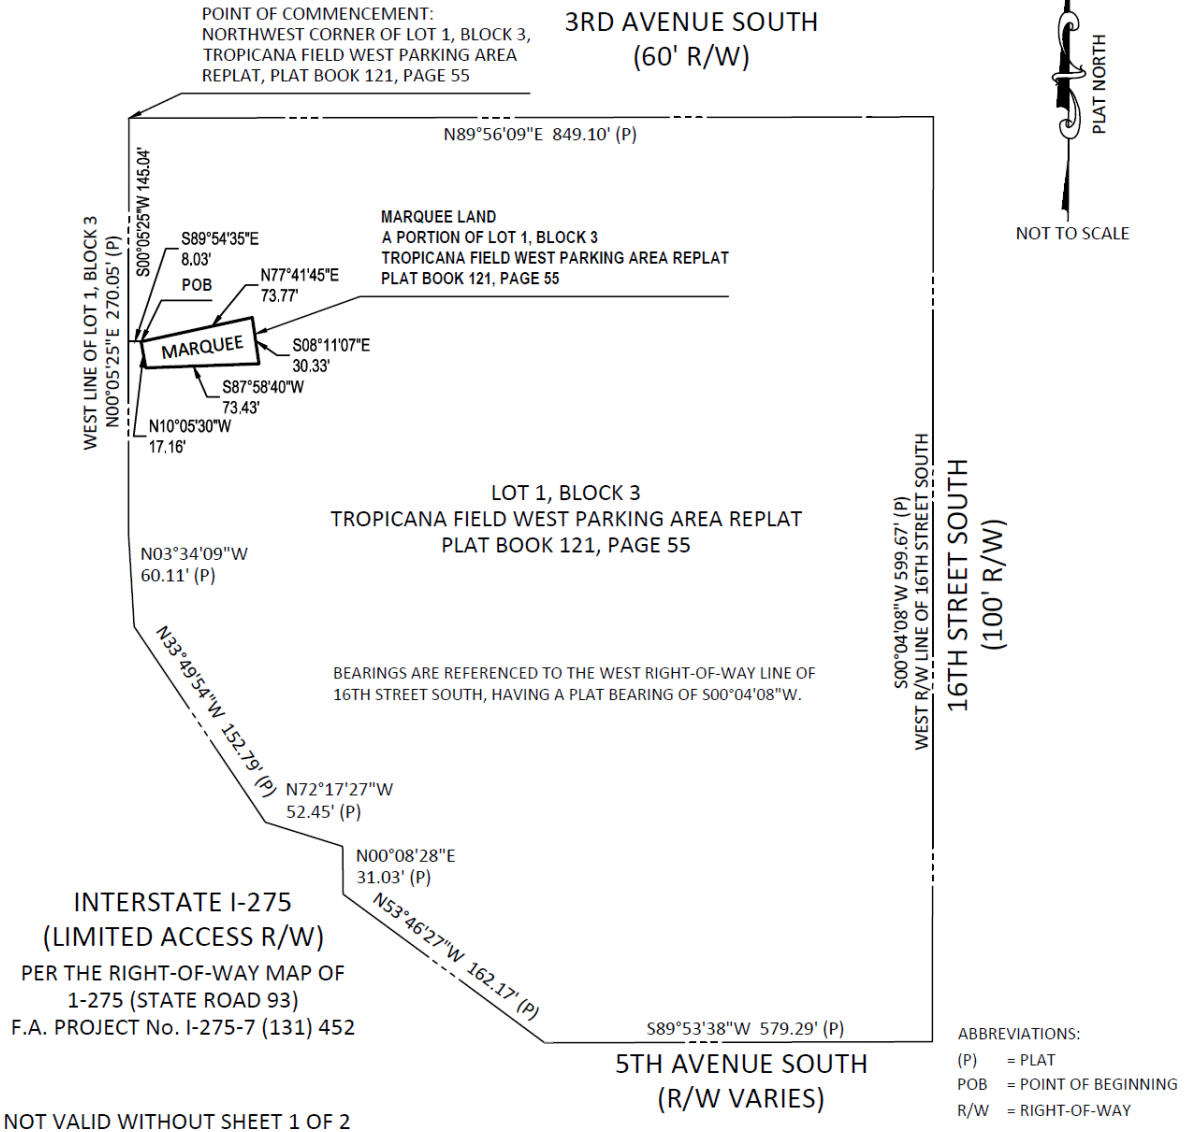 POINT OF COMMENCEMENT:
NORTHWEST CORNER OF LOT 1, BLOCK 3,
TROPICANA FIELD WEST PARKING AREA
REPLAT, PLAT BOOK 121, PAGE 55
3RD AVENUE SOUTH
(60' R/W)
PLAT NORTH
NOT TO SCALE
N89°56'09"E 849.10' (P)
S00°05'25"W 145.04'
WEST LINE OF LOT 1, BLOCK 3
N00°05'25"E 270.05' (P)
S89°54'35"E
8.03'
POB
N77°41'45"E
73.77'
MARQUEE LAND
A PORTION OF LOT 1, BLOCK 3
TROPICANA FIELD WEST PARKING AREA REPLAT
PLAT BOOK 121, PAGE 55
MARQUEE
S08°11'07"E
30.33'
S87°58'40"W
73.43'
N10°05'30"W
17.16'
LOT 1, BLOCK 3
TROPICANA FIELD WEST PARKING AREA REPLAT
PLAT BOOK 121, PAGE 55
S00°04'08"W 599.67' (P)
WEST R/W LINE OF 16TH STREET SOUTH
16TH STREET SOUTH
(100' R/W)
N03°34'09"W
60.11' (P)
N33°49'54"W 152.79' (P)
BEARINGS ARE REFERENCED TO THE WEST RIGHT-OF-WAY LINE OF
16TH STREET SOUTH, HAVING A PLAT BEARING OF S00°04'08"W.
N72°17'27"W
52.45' (P)
N00°08'28"E
31.03' (P)
N53°46'27"W 162.17' (P)
INTERSTATE I-275
(LIMITED ACCESS R/W)
PER THE RIGHT-OF-WAY MAP OF
1-275 (STATE ROAD 93)
F.A. PROJECT No. I-275-7 (131) 452
S89°53'38"W 579.29' (P)
5TH AVENUE SOUTH
(R/W VARIES)
ABBREVIATIONS:
(P) = PLAT
POB = POINT OF BEGINNING
R/W = RIGHT-OF-WAY
NOT VALID WITHOUT SHEET 1 OF 2